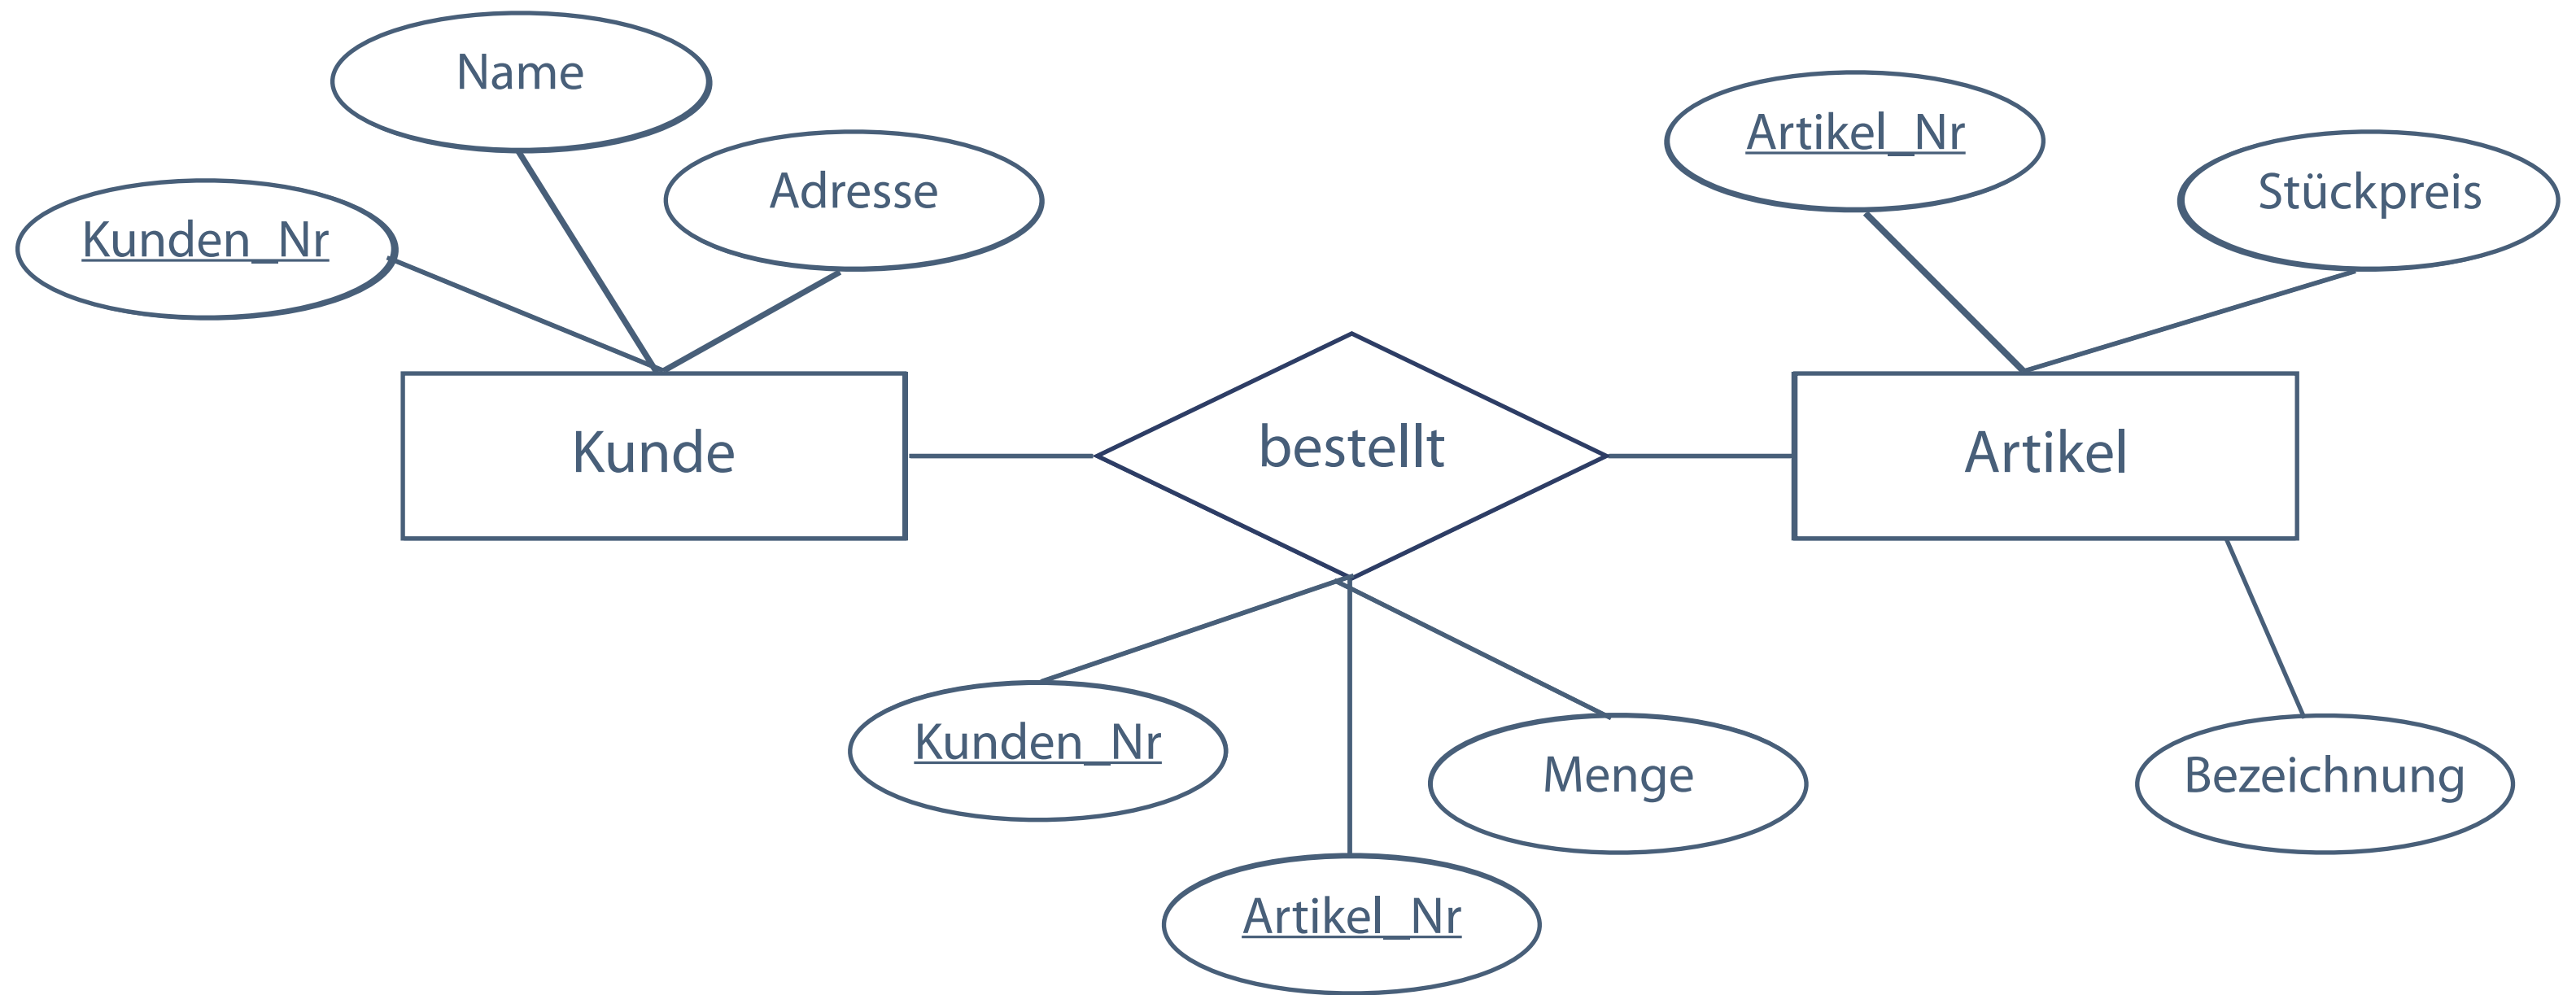 Name
Artikel_Nr
Adresse
Stückpreis
Kunden_Nr
Kunde
bestellt
Artikel
Kunden_Nr
Menge
Bezeichnung
Artikel_Nr